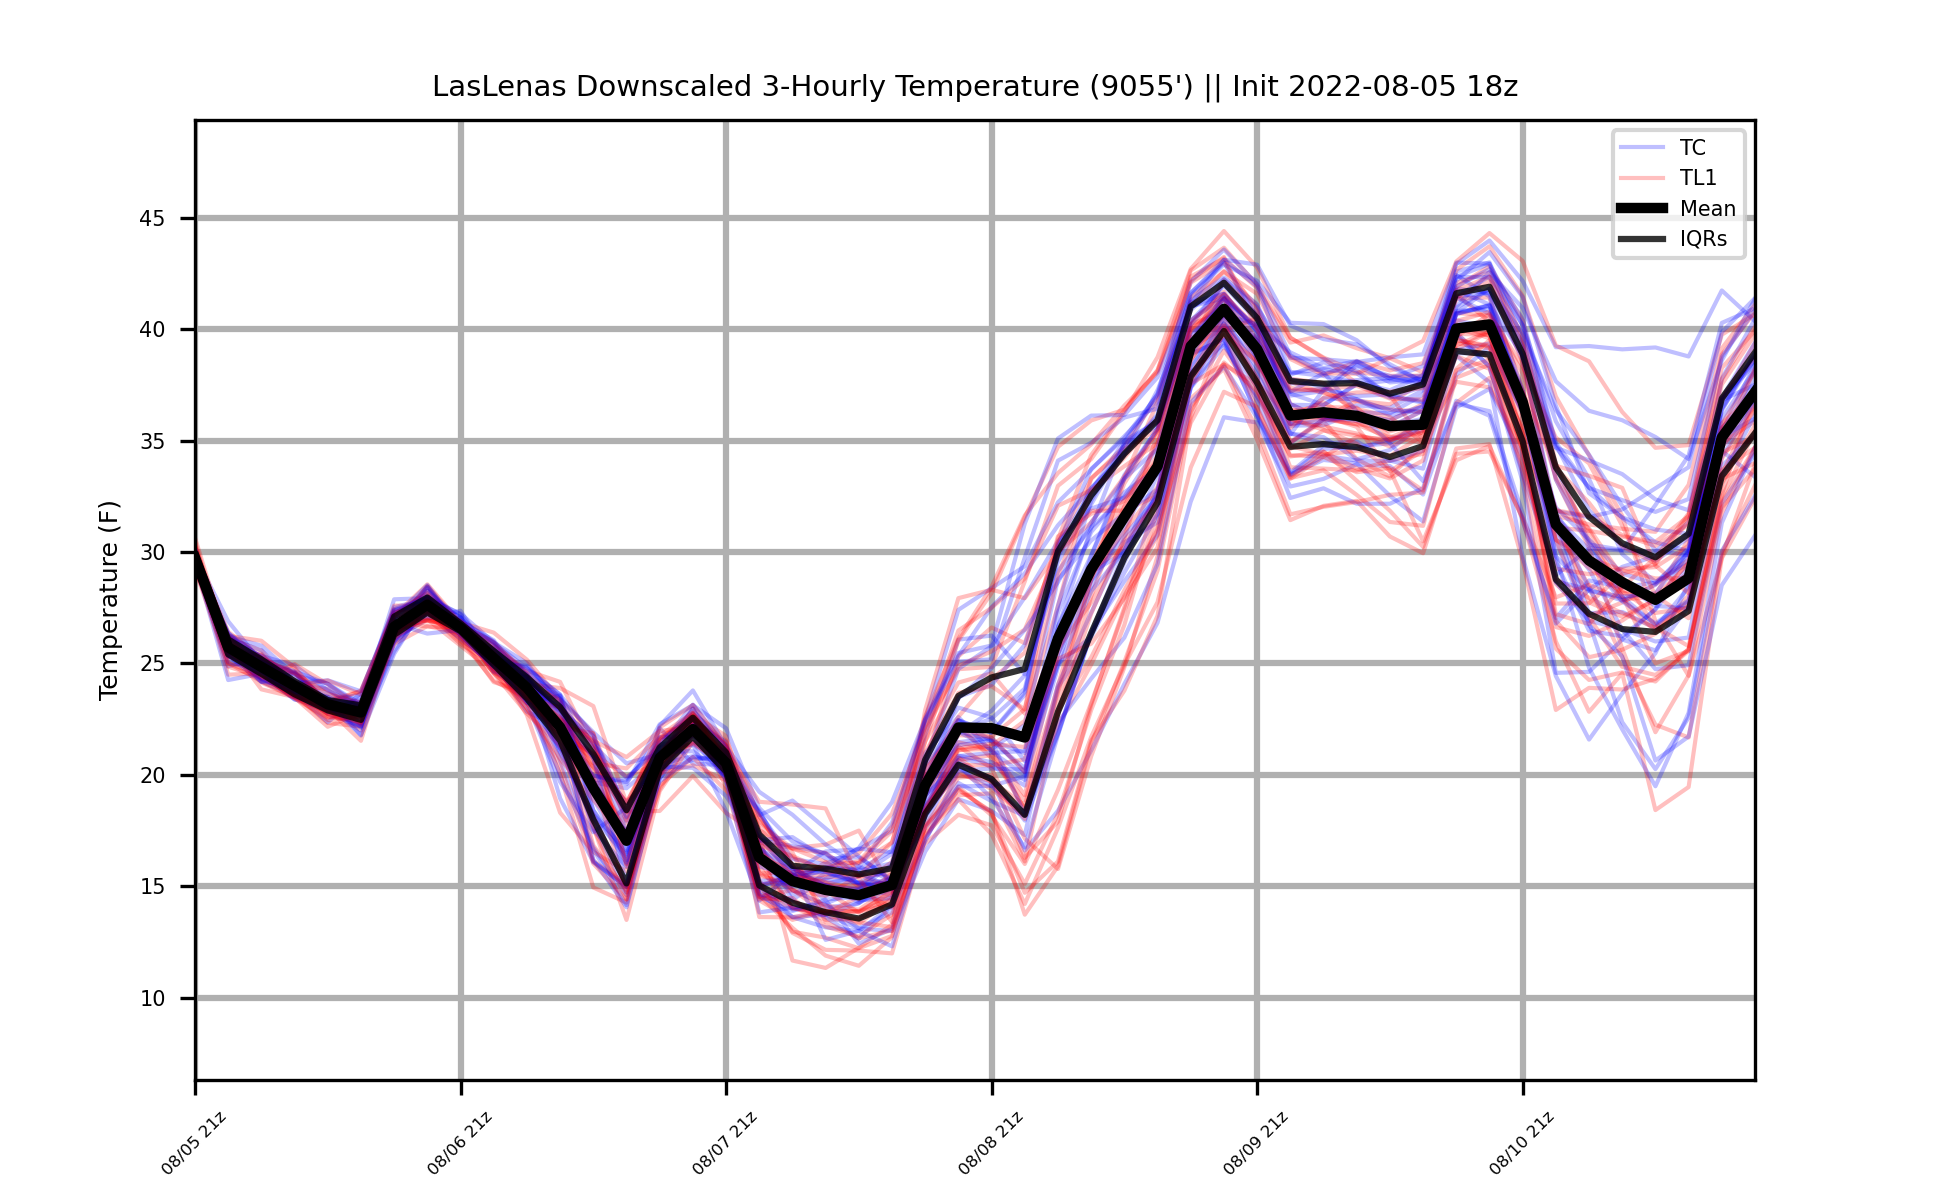 LasLenas Downscaled 3-Hourly Temperature (9055') || Init 2022-08-05 18z
TC
TL1
Mean
IQRs
Temperature (F)
45
40
35
30
25
20
15
10
08/05 21z
08/06 21z
08/07 21z
08/08 21z
08/09 21z
08/10 21z